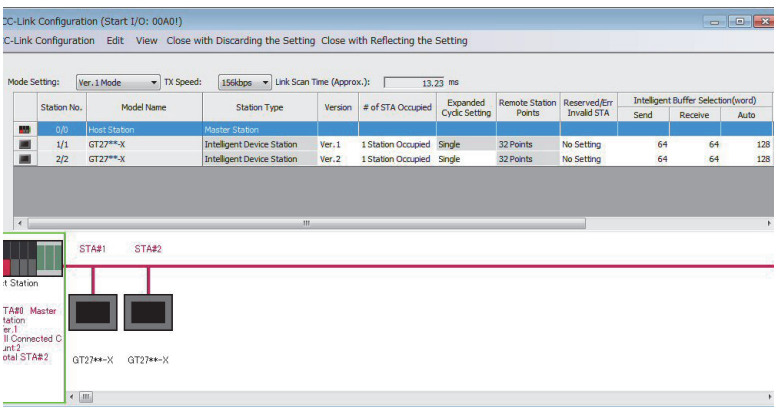 CC-Link Configuration (Start I/O: 00A0!)
CC-Link Configuration Edit View Close with Discarding the Setting Close with Reflecting the Setting
Mode Setting: Ver.1 Mode TX Speed: 156kbps Link Scan Time (Approx.): 13.23 ms
Station No. Model Name Station Type Version # of STA Occupied Expanded Cyclic Setting Remote Station Points Reserved/Err Invalid STA Intelligent Buffer Selection(word)
Send Receive Auto
0/0 Host Station Master Station
1/1 GT27**-X Intelligent Device Station Ver.1 1 Station Occupied Single 32 Points No Setting 64 64 128
2/2 GT27**-X Intelligent Device Station Ver.2 1 Station Occupied Single 32 Points No Setting 64 64 128
STA#1 STA#2
t Station
TA#0 Master
tation
er.1
ll Connected C
unt:2
otal STA#2
GT27**-X GT27**-X